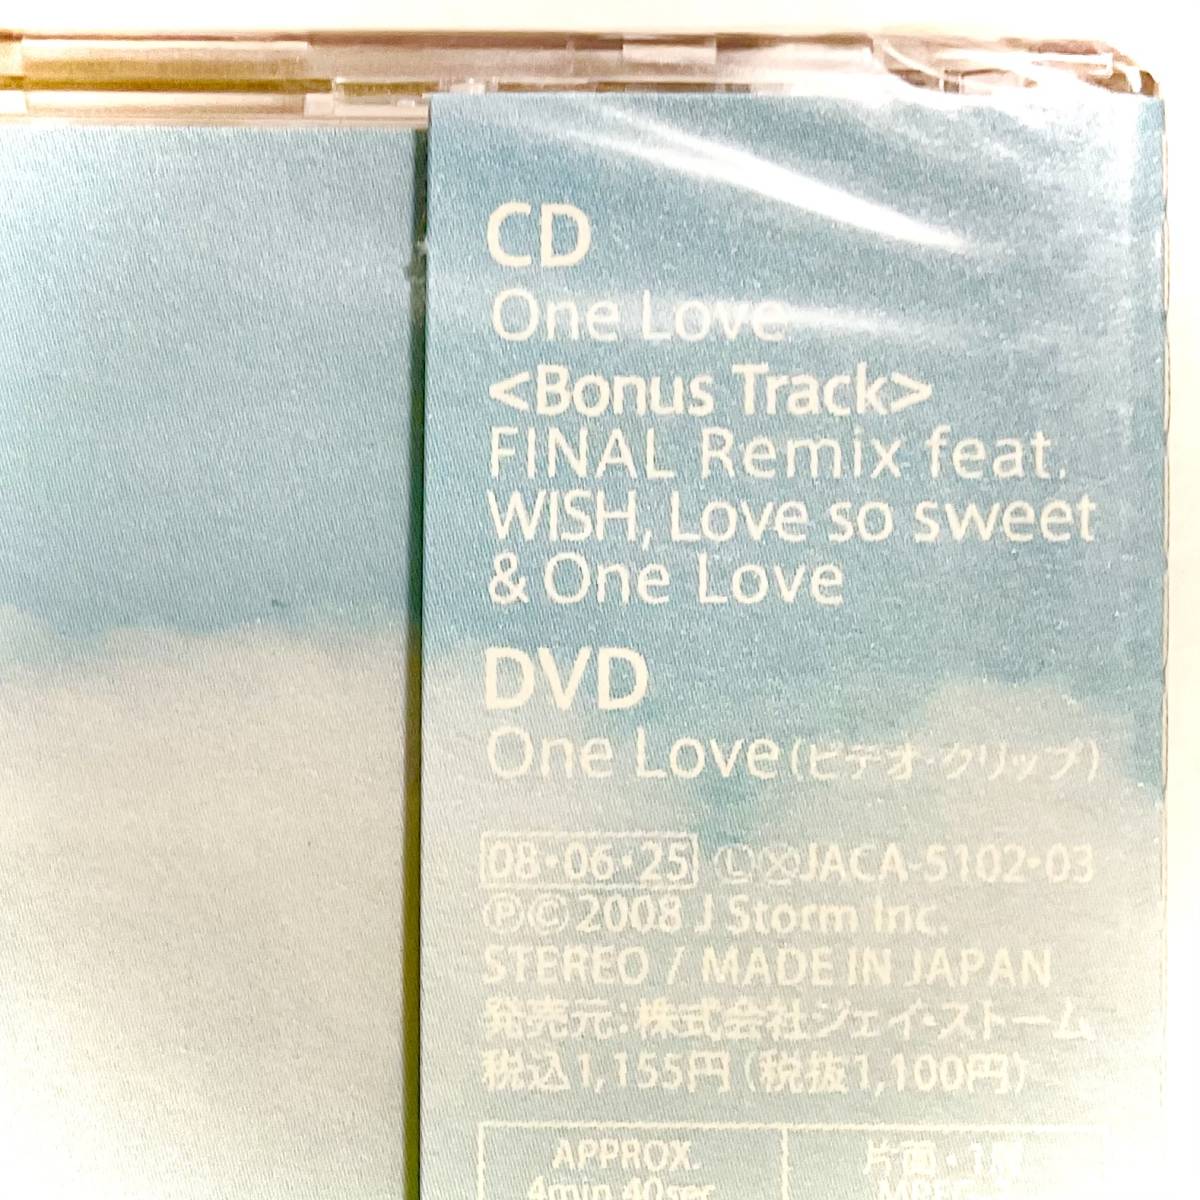 CD
One Love
<Bonus Track>
FINAL Remix feat.
WISH, Love so sweet
& One Love
DVD
One Love(ビデオ・クリップ)
08・06・25 ⓁⓍJACA-5102・03
Ⓟ© 2008 J Storm Inc.
STEREO / MADE IN JAPAN
発売元:株式会社ジェイ・ストーム
税込1,155円(税抜1,100円)
APPROX.
片面・1層
4min 40sec